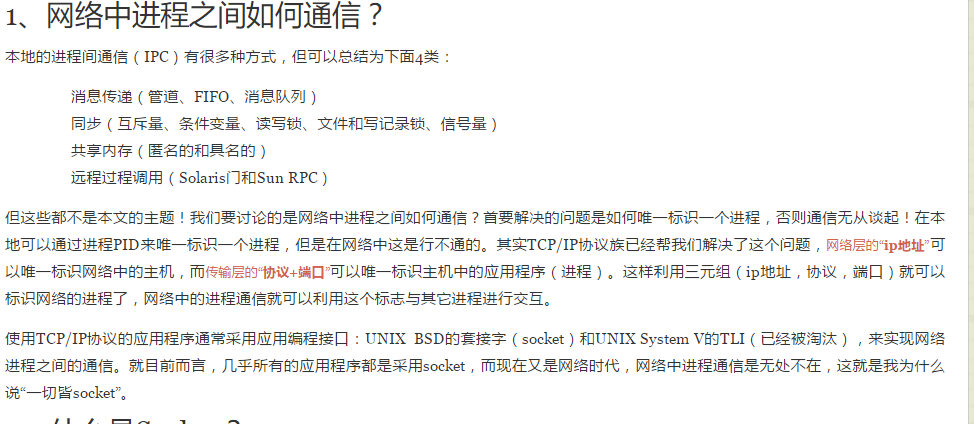 1、网络中进程之间如何通信？
本地的进程间通信（IPC）有很多种方式，但可以总结为下面4类：
消息传递（管道、FIFO、消息队列）
同步（互斥量、条件变量、读写锁、文件和写记录锁、信号量）
共享内存（匿名的和具名的）
远程过程调用（Solaris门和Sun RPC）
但这些都不是本文的主题！我们要讨论的是网络中进程之间如何通信？首要解决的问题是如何唯一标识一个进程，否则通信无从谈起！在本
地可以通过进程PID来唯一标识一个进程，但是在网络中这是行不通的。其实TCP/IP协议族已经帮我们解决了这个问题，网络层的“ip地址”可
以唯一标识网络中的主机，而传输层的“协议+端口”可以唯一标识主机中的应用程序（进程）。这样利用三元组（ip地址，协议，端口）就可以
标识网络的进程了，网络中的进程通信就可以利用这个标志与其它进程进行交互。
使用TCP/IP协议的应用程序通常采用应用编程接口：UNIX BSD的套接字（socket）和UNIX System V的TLI（已经被淘汰），来实现网络
进程之间的通信。就目前而言，几乎所有的应用程序都是采用socket，而现在又是网络时代，网络中进程通信是无处不在，这就是我为什么
说“一切皆socket”。